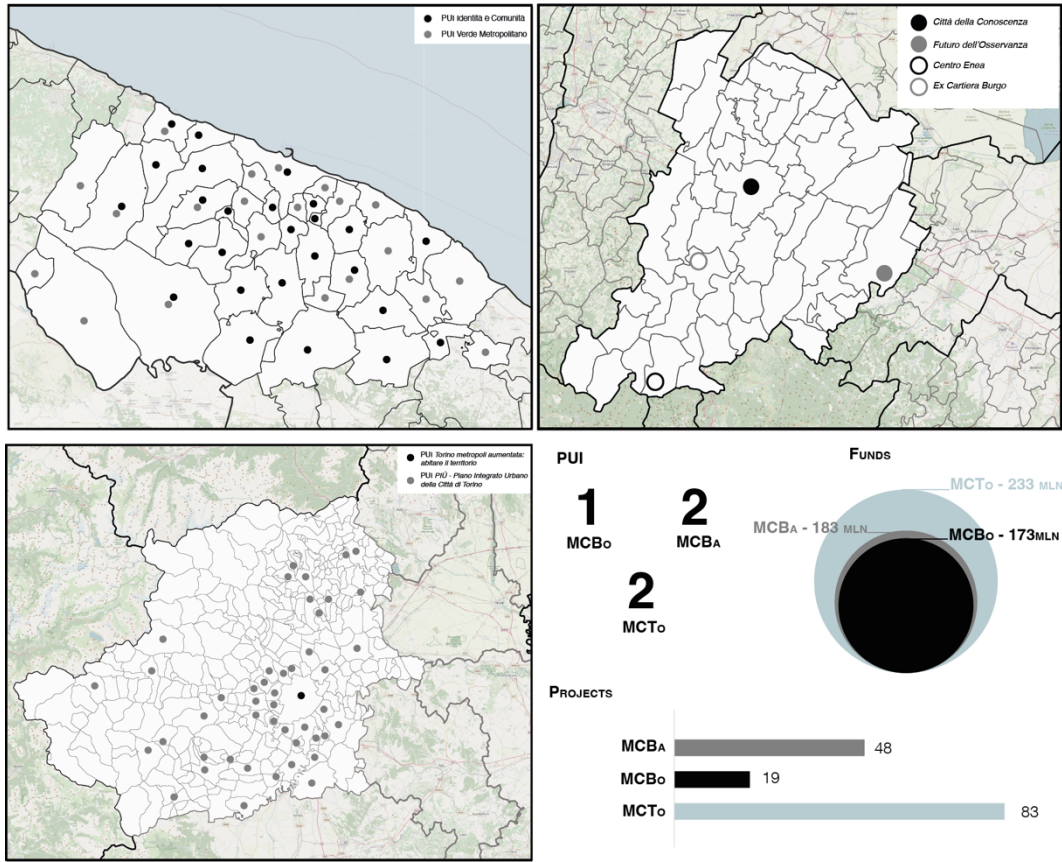 PUI Identità e Comunità
PUI Verde Metropolitano
Città della Conoscenza
Futuro dell'Osservanza
Centro Enea
Ex Cartiera Burgo
PUI Torino metropoli aumentata:
abitare il territorio
PUI PIÙ - Piano Integrato Urbano
della Città di Torino
PUI
1
MCBO
2
MCBA
2
MCTO
FUNDS
MCTO - 233 MLN
MCBA - 183 MLN
MCBO - 173MLN
PROJECTS
MCBA
48
MCBO
19
MCTO
83